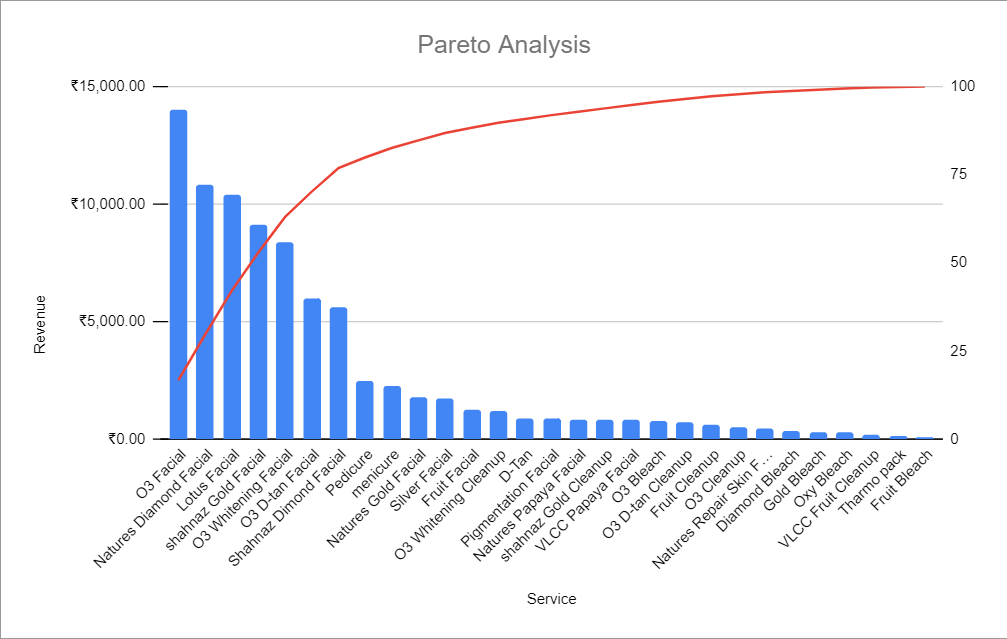 Pareto Analysis
₹15,000.00
₹10,000.00
₹5,000.00
₹0.00
Revenue
100
75
50
25
0
O3 Facial
Natures Diamond Facial
Lotus Facial
shahnaz Gold Facial
O3 Whitening Facial
O3 D-tan Facial
Shahnaz Dimond Facial
Pedicure
menicure
Natures Gold Facial
Silver Facial
Fruit Facial
O3 Whitening Cleanup
D-Tan
Pigmentation Facial
Natures Papaya Facial
shahnaz Gold Cleanup
VLCC Papaya Facial
O3 Bleach
O3 D-tan Cleanup
Fruit Cleanup
O3 Cleanup
Natures Repair Skin F…
Diamond Bleach
Gold Bleach
Oxy Bleach
VLCC Fruit Cleanup
Tharmo pack
Fruit Bleach
Service